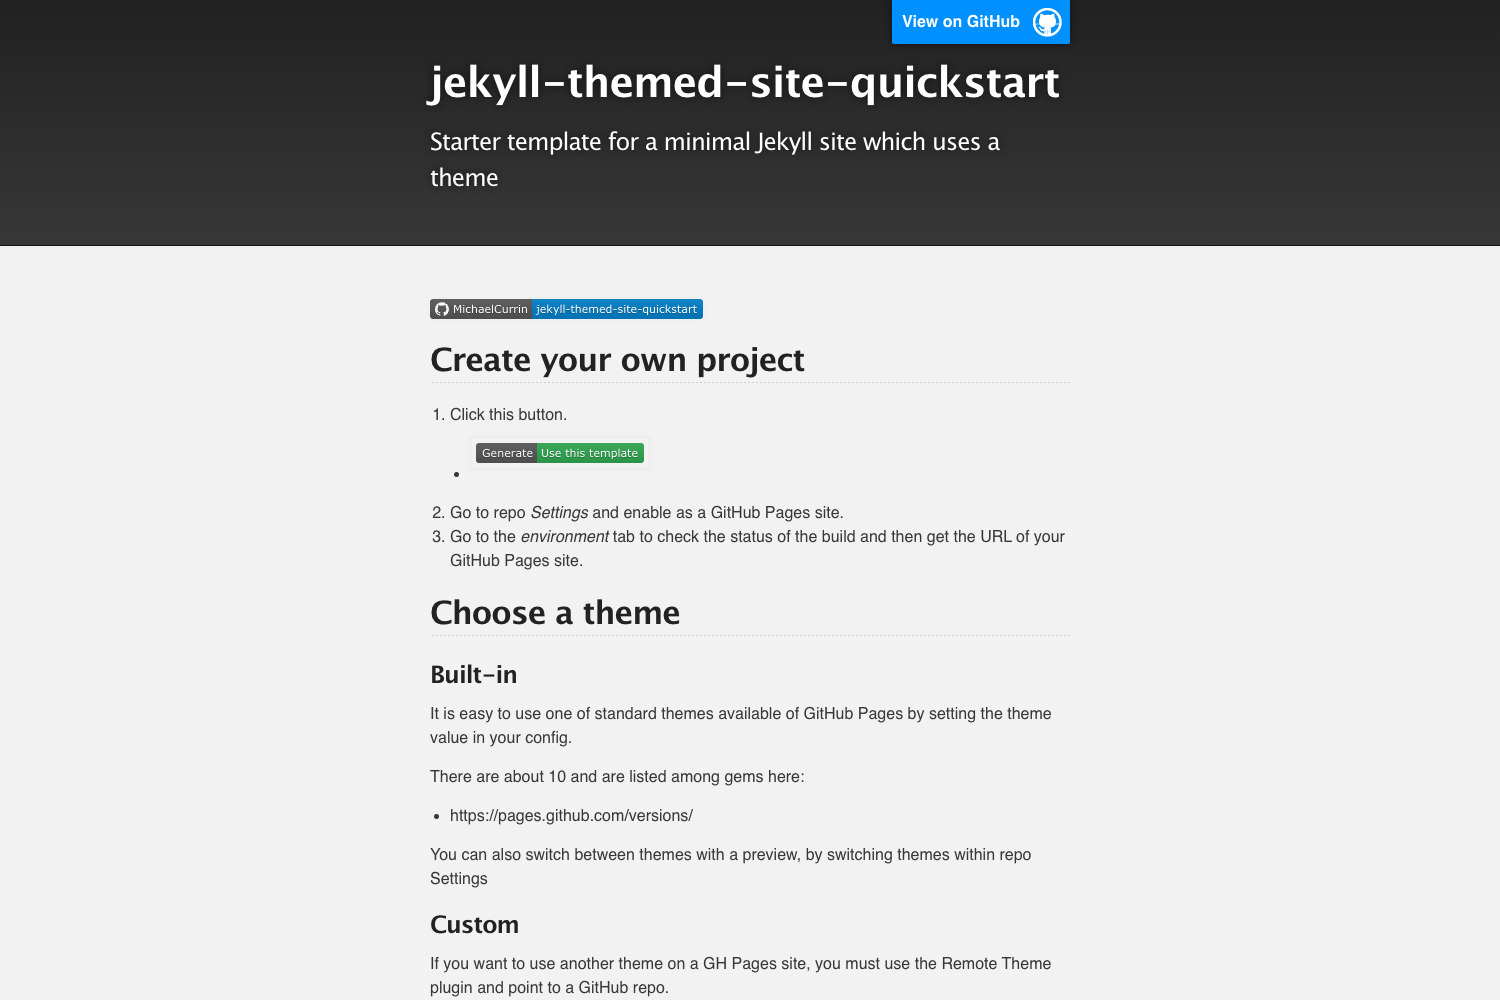 View on GitHub
jekyll-themed-site-quickstart
Starter template for a minimal Jekyll site which uses a
theme
MichaelCurrin jekyll-themed-site-quickstart
Create your own project
1. Click this button.
Generate Use this template
2. Go to repo Settings and enable as a GitHub Pages site.
3. Go to the environment tab to check the status of the build and then get the URL of your
GitHub Pages site.
Choose a theme
Built-in
It is easy to use one of standard themes available of GitHub Pages by setting the theme
value in your config.
There are about 10 and are listed among gems here:
• https://pages.github.com/versions/
You can also switch between themes with a preview, by switching themes within repo
Settings
Custom
If you want to use another theme on a GH Pages site, you must use the Remote Theme
plugin and point to a GitHub repo.